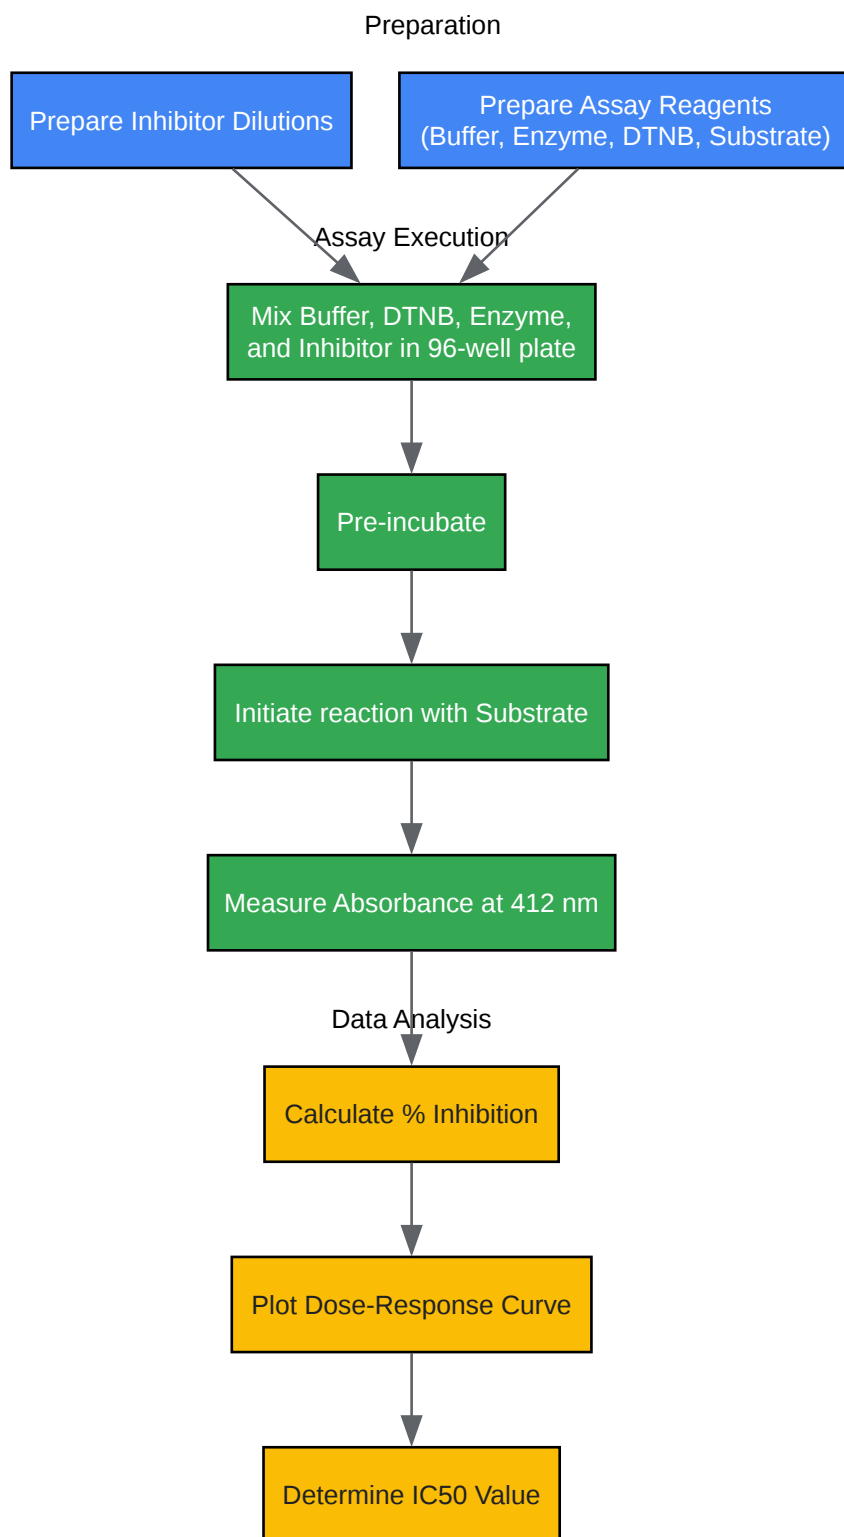 Preparation
Prepare Inhibitor Dilutions
Prepare Assay Reagents
(Buffer, Enzyme, DTNB, Substrate)
Assay Execution
Mix Buffer, DTNB, Enzyme,
and Inhibitor in 96-well plate
Pre-incubate
Initiate reaction with Substrate
Measure Absorbance at 412 nm
Data Analysis
Calculate % Inhibition
Plot Dose-Response Curve
Determine IC50 Value